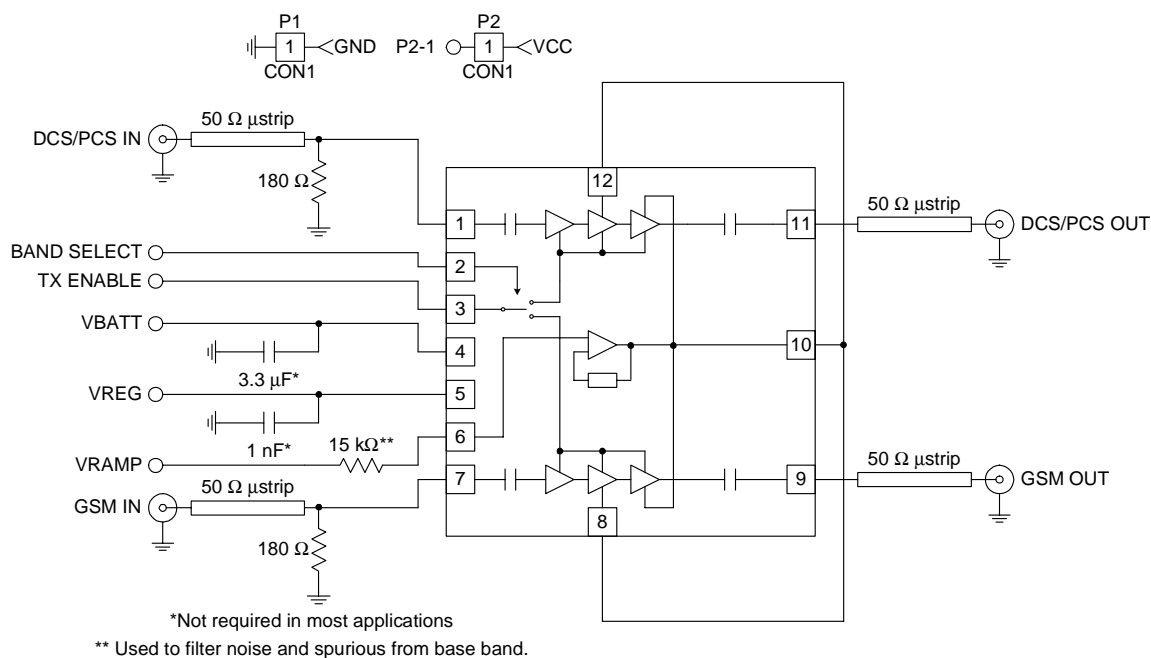 P1
1
GND
CON1
P2
P2-1
1
VCC
CON1
50 Ω µstrip
DCS/PCS IN
180 Ω
12
1
11
50 Ω µstrip
DCS/PCS OUT
BAND SELECT
2
TX ENABLE
3
VBATT
4
10
3.3 µF*
VREG
5
6
1 nF*
15 kΩ**
VRAMP
7
9
50 Ω µstrip
GSM OUT
50 Ω µstrip
GSM IN
8
180 Ω
*Not required in most applications
** Used to filter noise and spurious from base band.